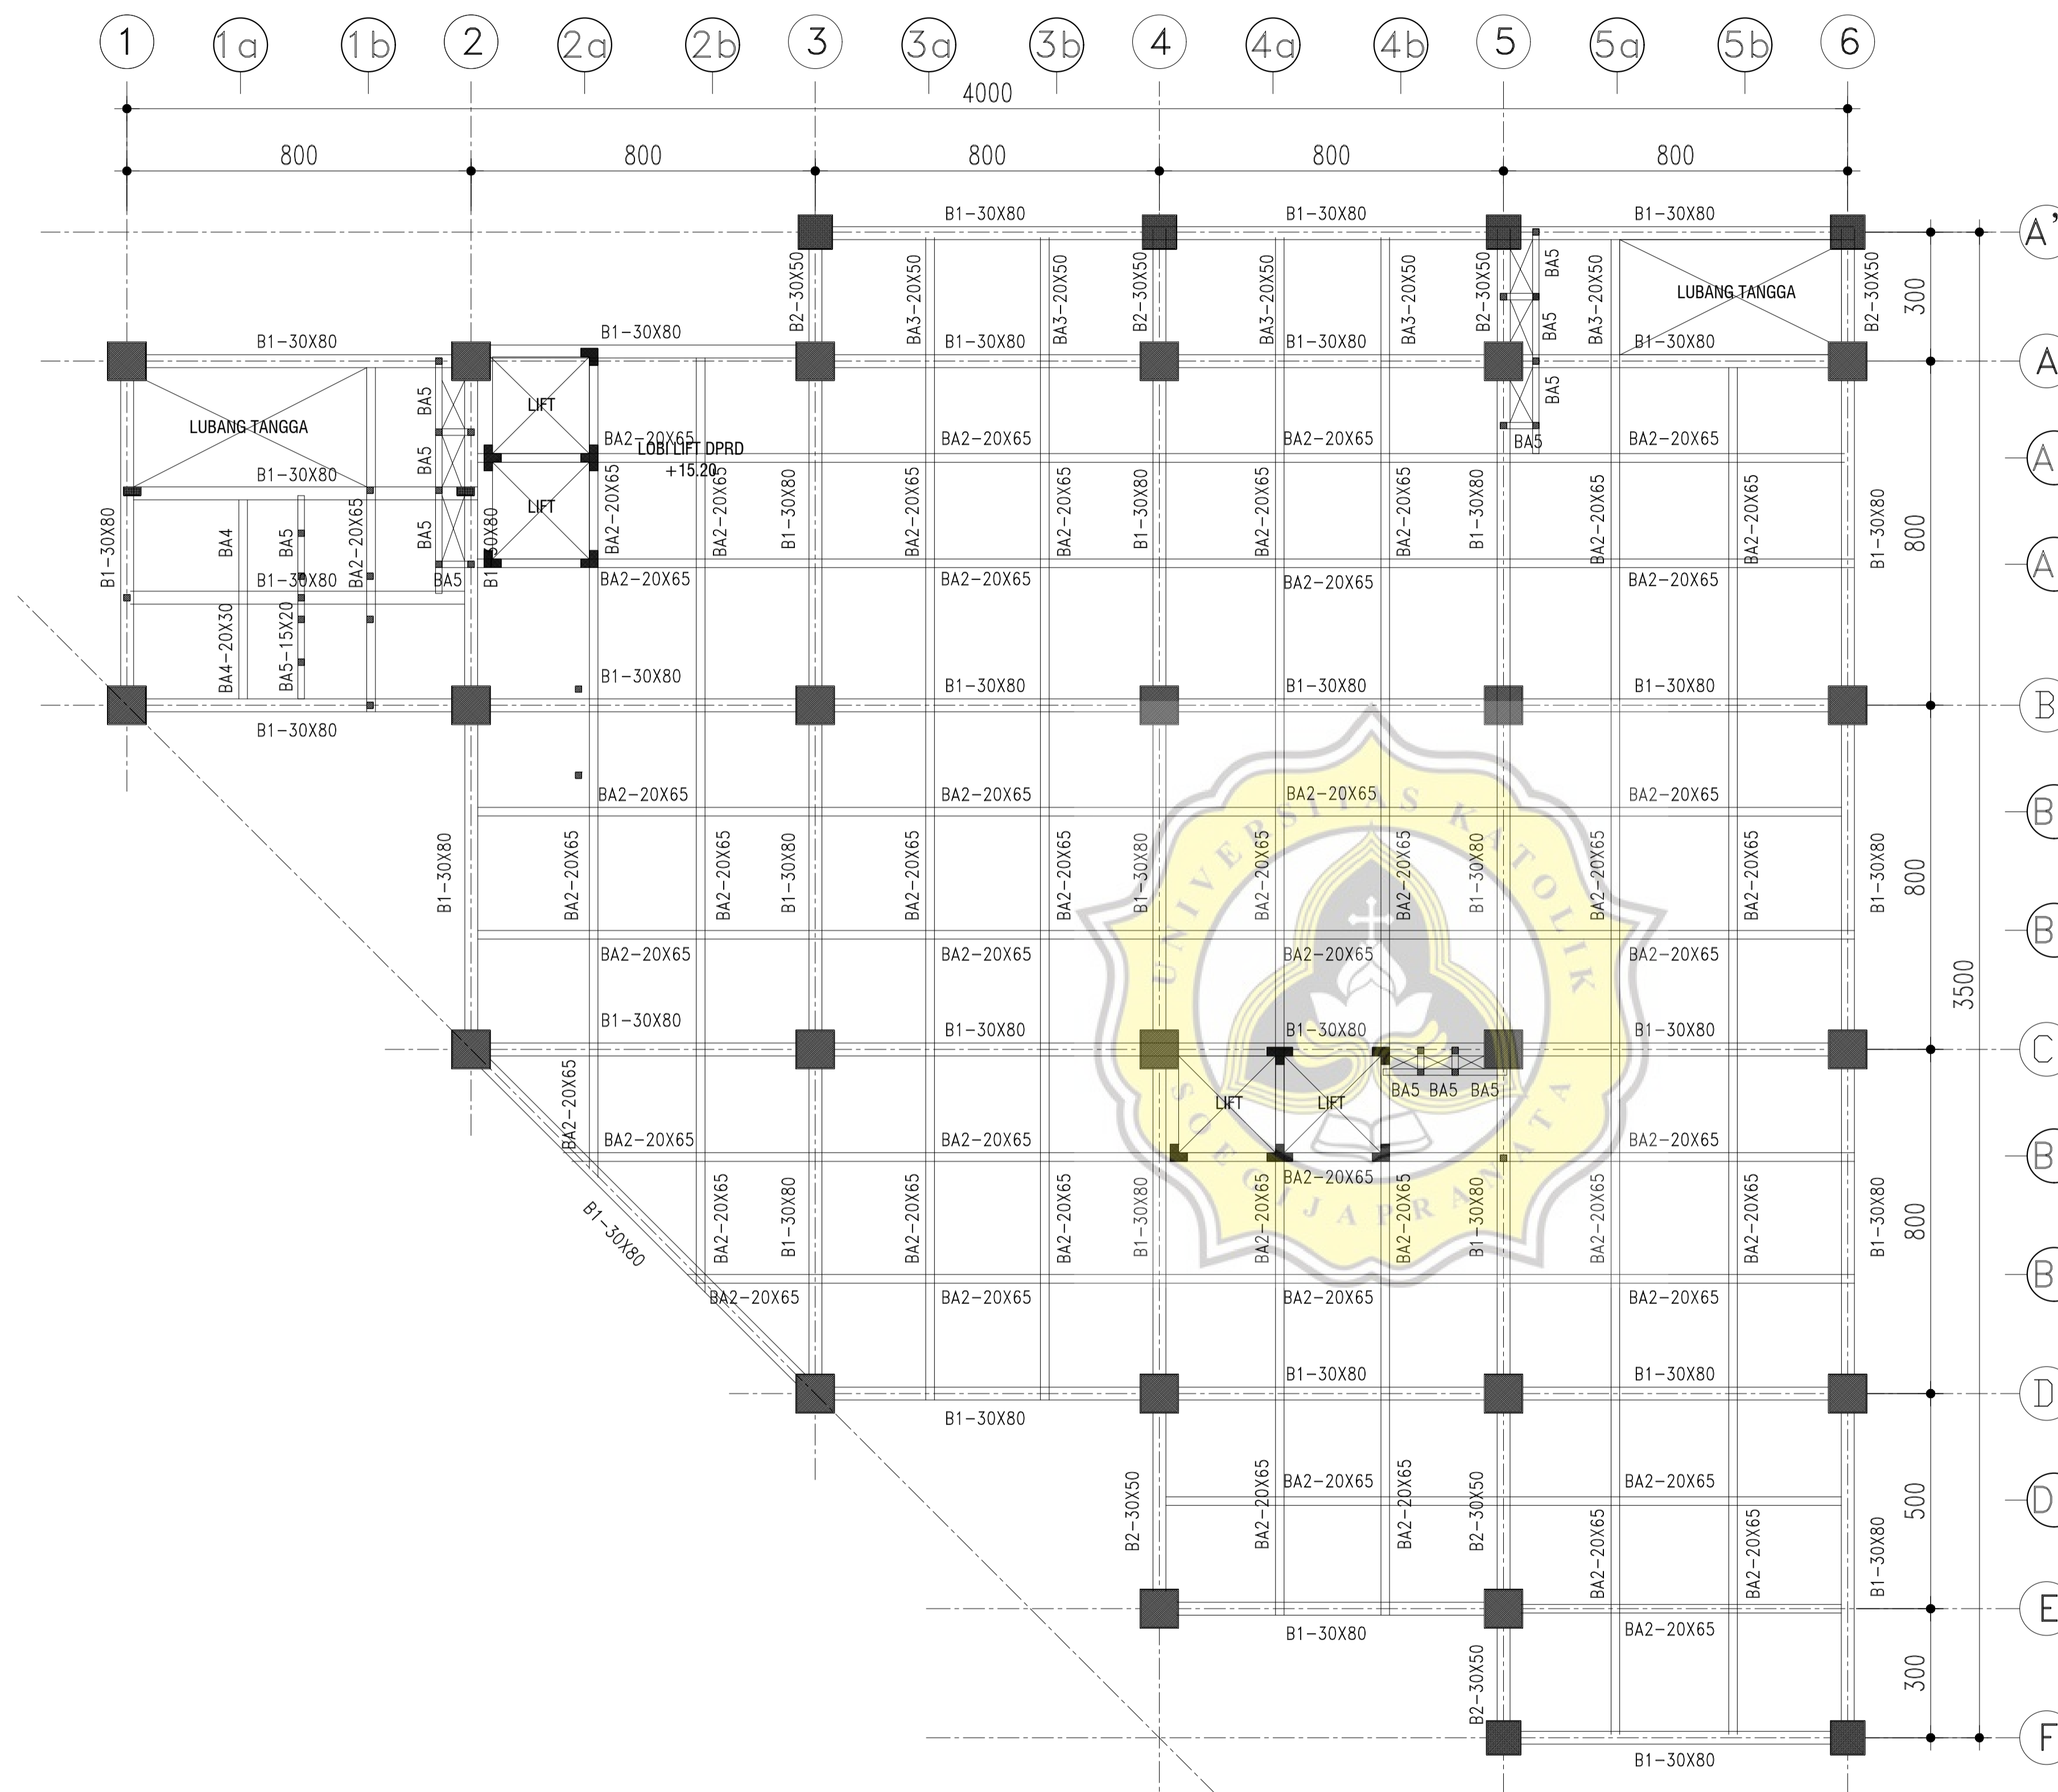 1 1a 1b 2 2a 2b 3 3a 3b 4 4a 4b 5 5a 5b 6
4000
800 800 800 800 800
B1-30X80 B1-30X80 B1-30X80
A'
B2-30X50 BA3-20X50 BA3-20X50 B2-30X50 BA3-20X50 BA3-20X50 B2-30X50 BA5 BA3-20X50 LUBANG TANGGA B2-30X50 300
BA5
B1-30X80 B1-30X80 B1-30X80 B1-30X80 B1-30X80
A
LUBANG TANGGA BA5 LIFT BA5
BA2-20X65 BA2-20X65 BA2-20X65 BA5 BA2-20X65
LOBI LIFT DPRD
+15.20
A
BA5
B1-30X80
LIFT
B1-30X80 BA4 BA5 BA2-20X65 BA5 B1-30X80 BA2-20X65 BA2-20X65 B1-30X80 BA2-20X65 BA2-20X65 B1-30X80 BA2-20X65 BA2-20X65 B1-30X80 BA2-20X65 BA2-20X65 B1-30X80 800
A
B1-30X80 BA5 BA2-20X65 BA2-20X65 BA2-20X65 BA2-20X65
BA4-20X30 BA5-15X20
B1-30X80 B1-30X80 B1-30X80 B1-30X80
B
B1-30X80
BA2-20X65 BA2-20X65 BA2-20X65 BA2-20X65
B
B1-30X80 BA2-20X65 BA2-20X65 B1-30X80 BA2-20X65 BA2-20X65 B1-30X80 BA2-20X65 BA2-20X65 B1-30X80 BA2-20X65 BA2-20X65 B1-30X80 800
UNIVERSITAS KATOLIK
B
BA2-20X65 BA2-20X65 BA2-20X65 BA2-20X65
3500
B1-30X80 B1-30X80 B1-30X80 B1-30X80
C
BA5 BA5 BA5
LIFT LIFT
SOEGIJAPRANATA
BA2-20X65 BA2-20X65 BA2-20X65 BA2-20X65
B
BA2-20X65
B1-30X80 BA2-20X65 B1-30X80 BA2-20X65 BA2-20X65 B1-30X80 BA2-20X65 BA2-20X65 B1-30X80 BA2-20X65 BA2-20X65 B1-30X80 800
B
BA2-20X65 BA2-20X65 BA2-20X65 BA2-20X65
B1-30X80 B1-30X80
D
B1-30X80
BA2-20X65 BA2-20X65
B2-30X50 BA2-20X65 BA2-20X65 B2-30X50 BA2-20X65 BA2-20X65 B1-30X80 500
D
E
B1-30X80 BA2-20X65
B2-30X50 300
F
B1-30X80